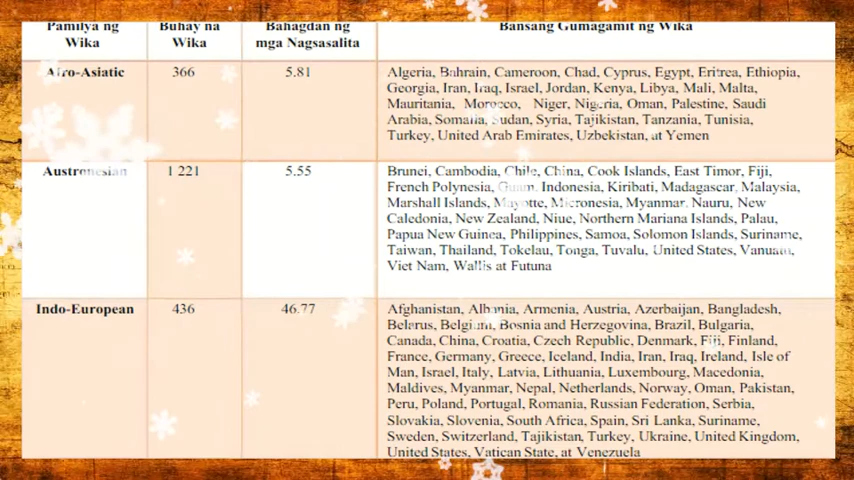 Pamilya ng Wika
Buhay na Wika
Bahagdan ng mga Nagsasalita
Bansang Gumagamit ng Wika
Afro-Asiatic
366
5.81
Algeria, Bahrain, Cameroon, Chad, Cyprus, Egypt, Eritrea, Ethiopia,
Georgia, Iran, Iraq, Israel, Jordan, Kenya, Libya, Mali, Malta,
Mauritania, Morocco, Niger, Nigeria, Oman, Palestine, Saudi
Arabia, Somalia, Sudan, Syria, Tajikistan, Tanzania, Tunisia,
Turkey, United Arab Emirates, Uzbekistan, at Yemen
Austronesian
1 221
5.55
Brunei, Cambodia, Chile, China, Cook Islands, East Timor, Fiji,
French Polynesia, Guam, Indonesia, Kiribati, Madagascar, Malaysia,
Marshall Islands, Mayotte, Micronesia, Myanmar, Nauru, New
Caledonia, New Zealand, Niue, Northern Mariana Islands, Palau,
Papua New Guinea, Philippines, Samoa, Solomon Islands, Suriname,
Taiwan, Thailand, Tokelau, Tonga, Tuvalu, United States, Vanuatu,
Viet Nam, Wallis at Futuna
Indo-European
436
46.77
Afghanistan, Albania, Armenia, Austria, Azerbaijan, Bangladesh,
Belarus, Belgium, Bosnia and Herzegovina, Brazil, Bulgaria,
Canada, China, Croatia, Czech Republic, Denmark, Fiji, Finland,
France, Germany, Greece, Iceland, India, Iran, Iraq, Ireland, Isle of
Man, Israel, Italy, Latvia, Lithuania, Luxembourg, Macedonia,
Maldives, Myanmar, Nepal, Netherlands, Norway, Oman, Pakistan,
Peru, Poland, Portugal, Romania, Russian Federation, Serbia,
Slovakia, Slovenia, South Africa, Spain, Sri Lanka, Suriname,
Sweden, Switzerland, Tajikistan, Turkey, Ukraine, United Kingdom,
United States, Vatican State, at Venezuela